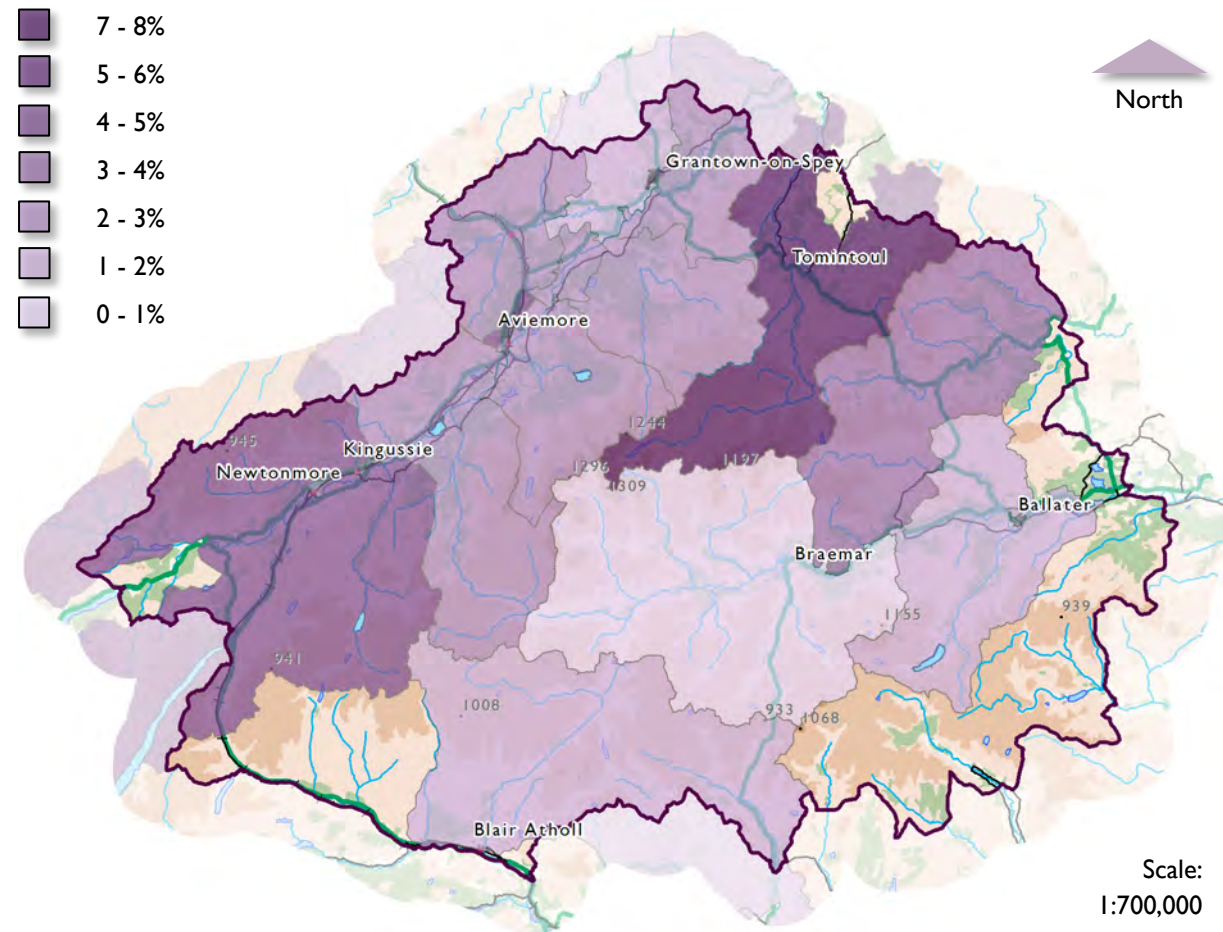 7 - 8%
5 - 6%
4 - 5%
3 - 4%
2 - 3%
1 - 2%
0 - 1%
North
Grantown-on-Spey
Tomintoul
Aviemore
1244
945
Kingussie
1296
1197
Newtonmore
1309
Ballater
Braemar
939
1155
941
1008
933
1068
Blair Atholl
Scale:
1:700,000